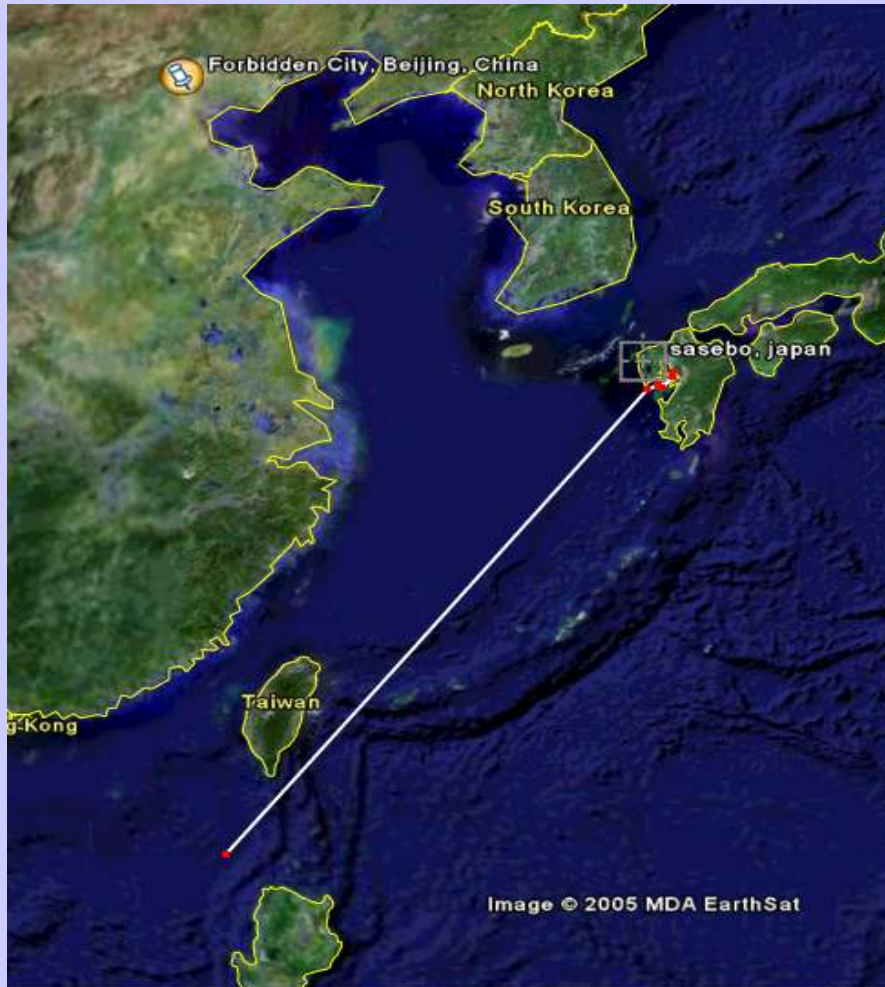 Forbidden City, Beijing, China
North Korea
South Korea
sasebo, japan
Taiwan
g-Kong
Image © 2005 MDA EarthSat